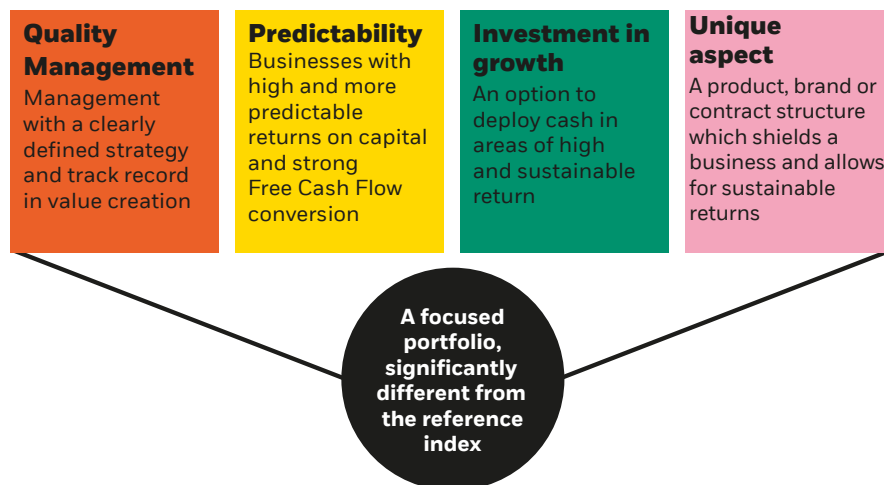 Quality
Management
Management
with a clearly
defined strategy
and track record
in value creation
Predictability
Businesses with
high and more
predictable
returns on capital
and strong
Free Cash Flow
conversion
Investment in
growth
An option to
deploy cash in
areas of high
and sustainable
return
Unique
aspect
A product, brand or
contract structure
which shields a
business and allows
for sustainable
returns
A focused
portfolio,
significantly
different from
the reference
index